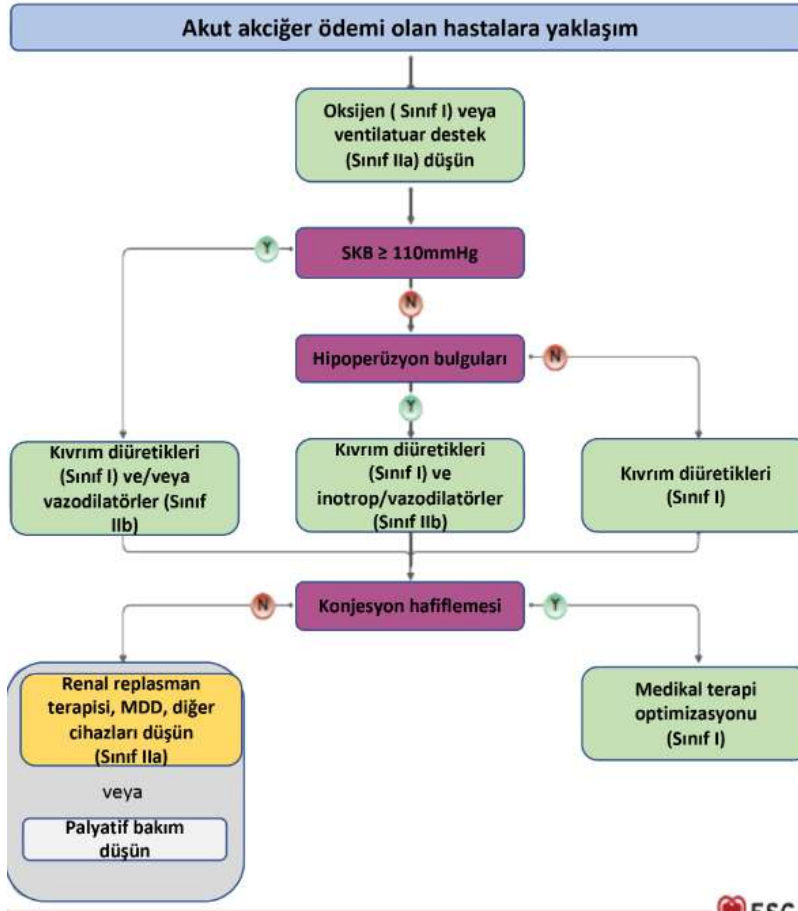 Akut akciğer ödemi olan hastalara yaklaşım
Oksijen ( Sınıf I) veya
ventilatuar destek
(Sınıf IIa) düşün
Y
SKB ≥ 110mmHg
N
Hipoperüzyon bulguları
N
Y
Kıvrım diüretikleri
(Sınıf I) ve/veya
vazodilatörler (Sınıf
IIb)
Kıvrım diüretikleri
(Sınıf I) ve
inotrop/vazodilatörler
(Sınıf IIb)
Kıvrım diüretikleri
(Sınıf I)
N
Konjesyon hafiflemesi
Y
Renal replasman
terapisi, MDD, diğer
cihazları düşün
(Sınıf IIa)
veya
Palyatif bakım
düşün
Medikal terapi
optimizasyonu
(Sınıf I)
ESC